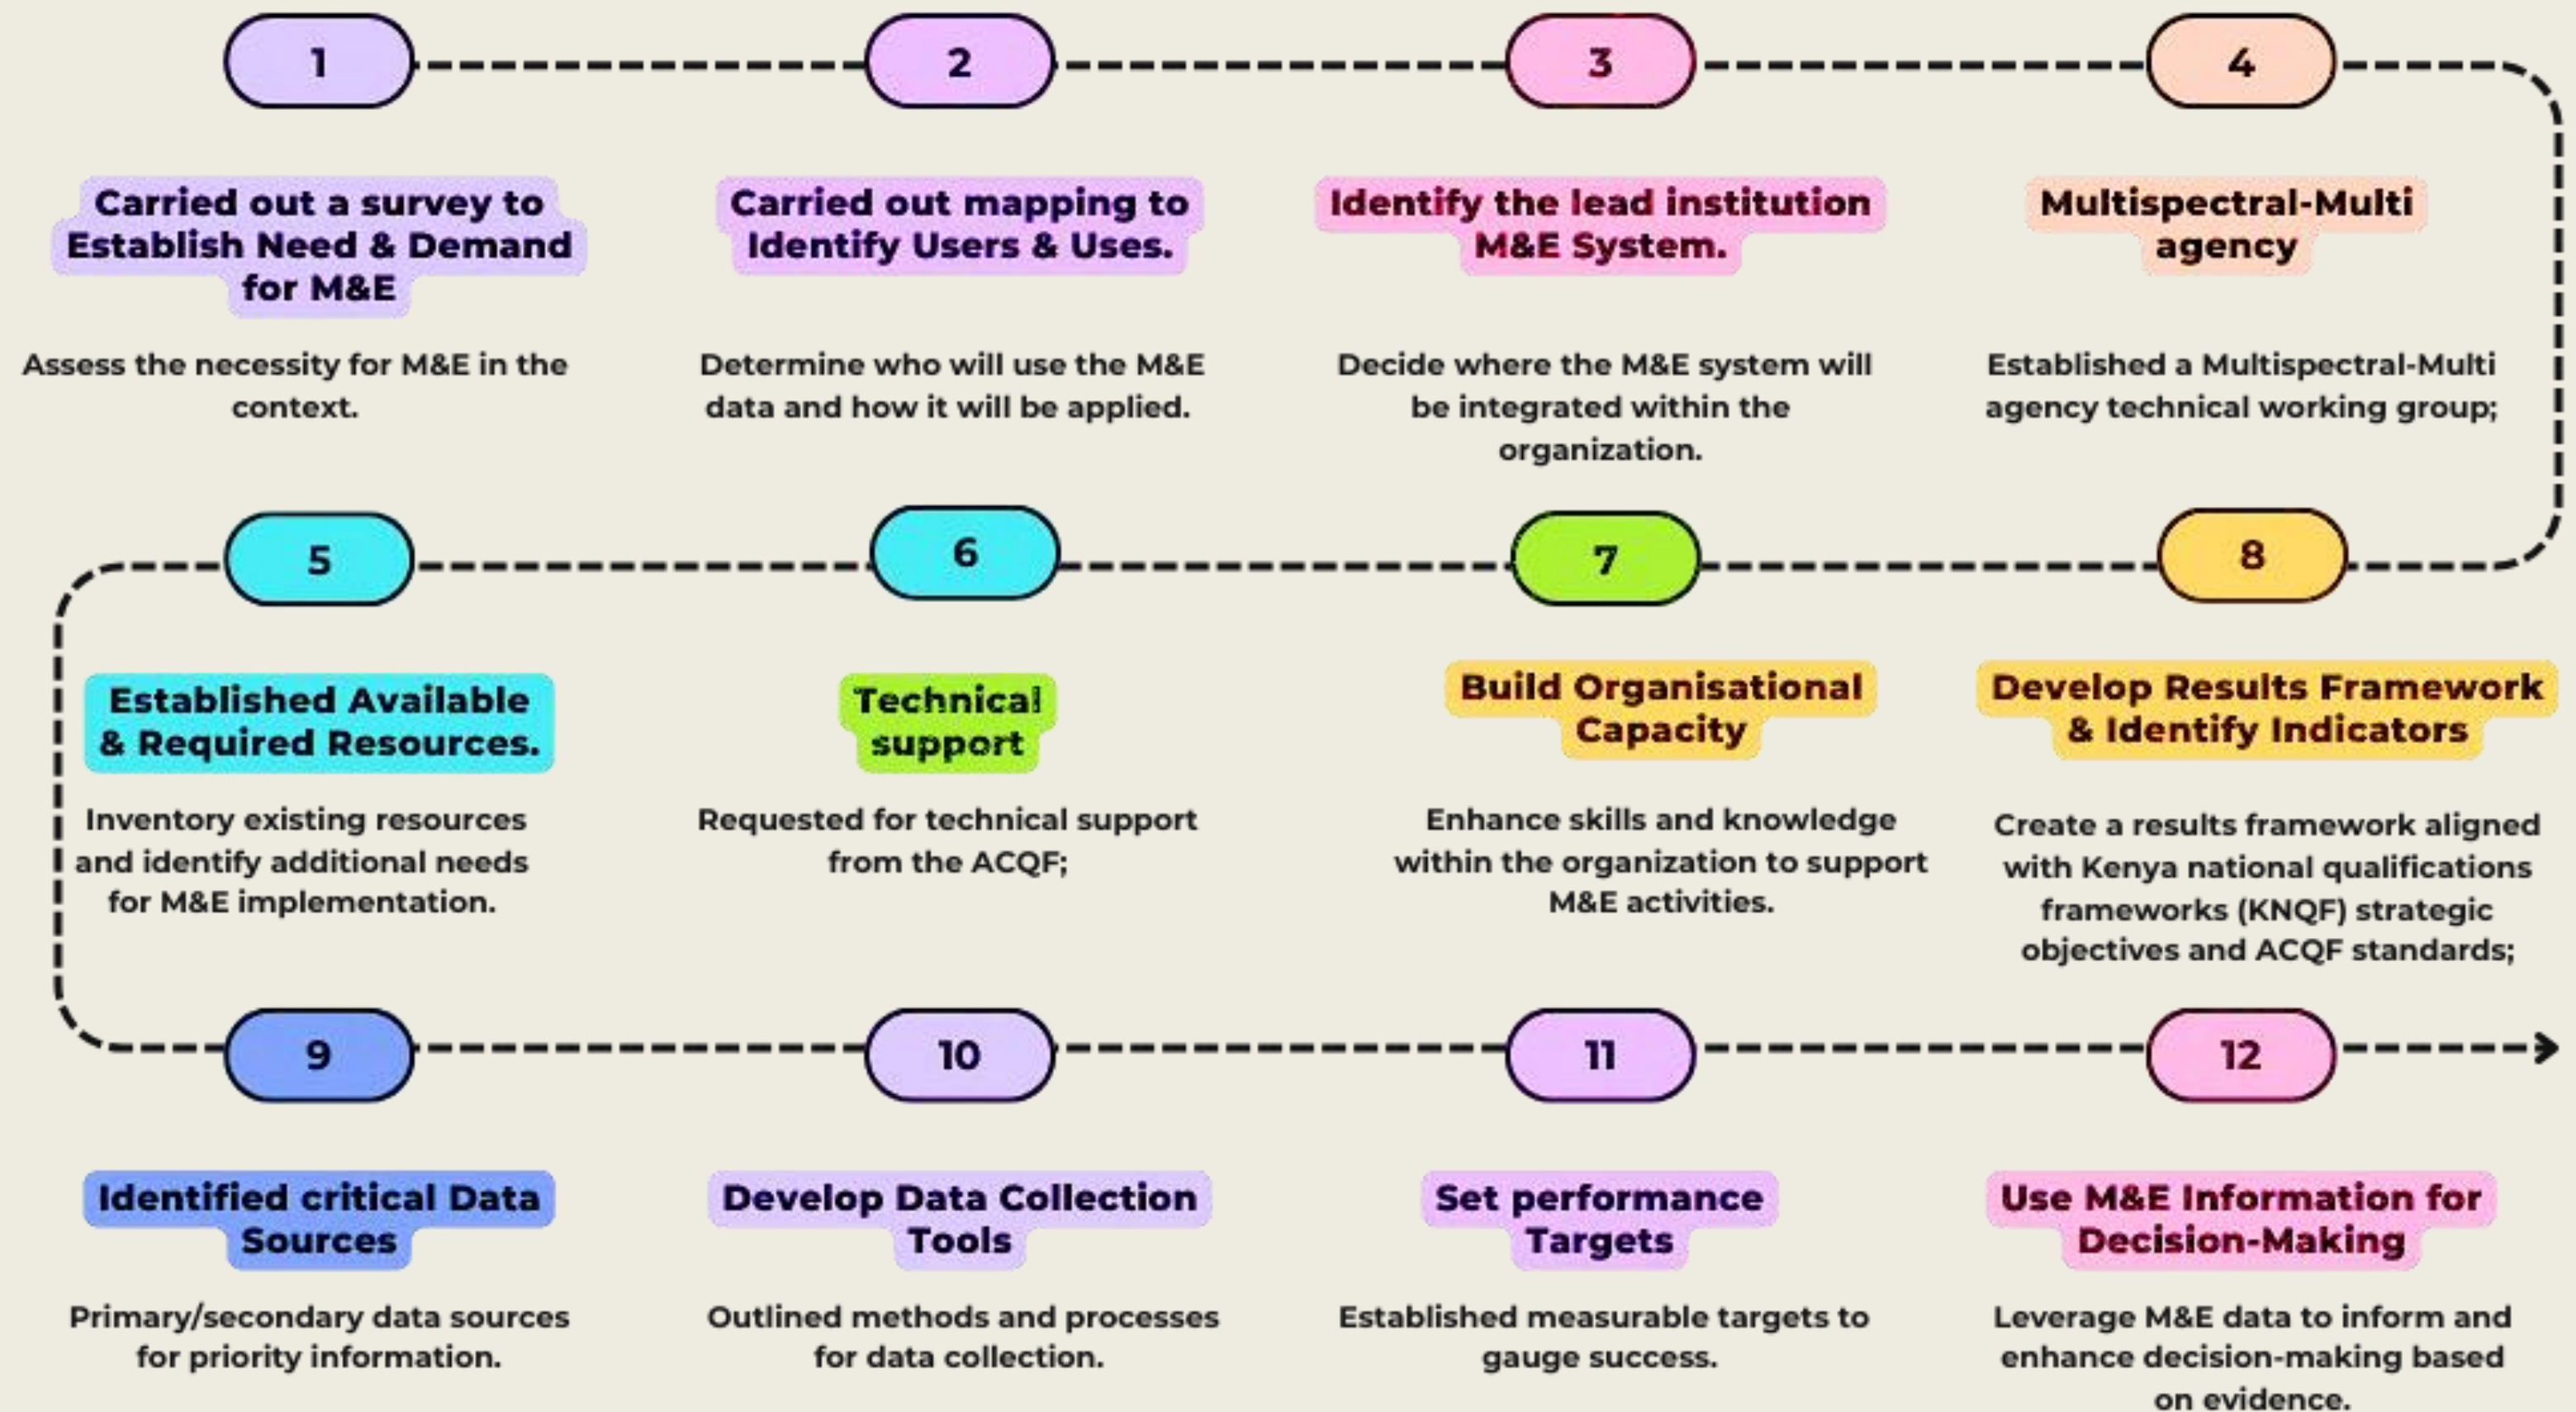 1
Carried out a survey to
Establish Need & Demand
for M&E
Assess the necessity for M&E in the
context.
2
Carried out mapping to
Identify Users & Uses.
Determine who will use the M&E
data and how it will be applied.
3
Identify the lead institution
M&E System.
Decide where the M&E system will
be integrated within the
organization.
4
Multispectral-Multi
agency
Established a Multispectral-Multi
agency technical working group;
5
Established Available
& Required Resources.
Inventory existing resources
and identify additional needs
for M&E implementation.
6
Technical
support
Requested for technical support
from the ACQF;
7
Build Organisational
Capacity
Enhance skills and knowledge
within the organization to support
M&E activities.
8
Develop Results Framework
& Identify Indicators
Create a results framework aligned
with Kenya national qualifications
frameworks (KNQF) strategic
objectives and ACQF standards;
9
Identified critical Data
Sources
Primary/secondary data sources
for priority information.
10
Develop Data Collection
Tools
Outlined methods and processes
for data collection.
11
Set performance
Targets
Established measurable targets to
gauge success.
12
Use M&E Information for
Decision-Making
Leverage M&E data to inform and
enhance decision-making based
on evidence.